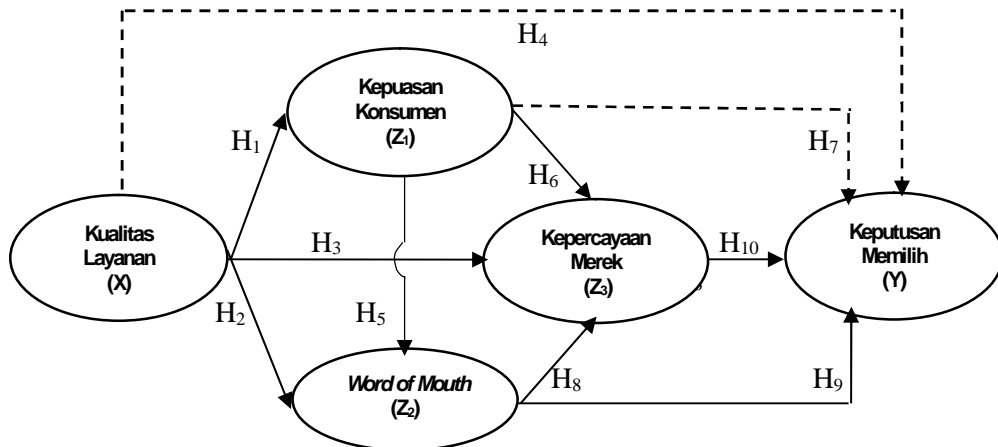 H4
Kepuasan
Konsumen
(Z1)
H1
H7
H6
Kualitas
Layanan
(X)
H3
Kepercayaan
Merek
(Z3)
H10
Keputusan
Memilih
(Y)
H2
H5
Word of Mouth
(Z2)
H8
H9